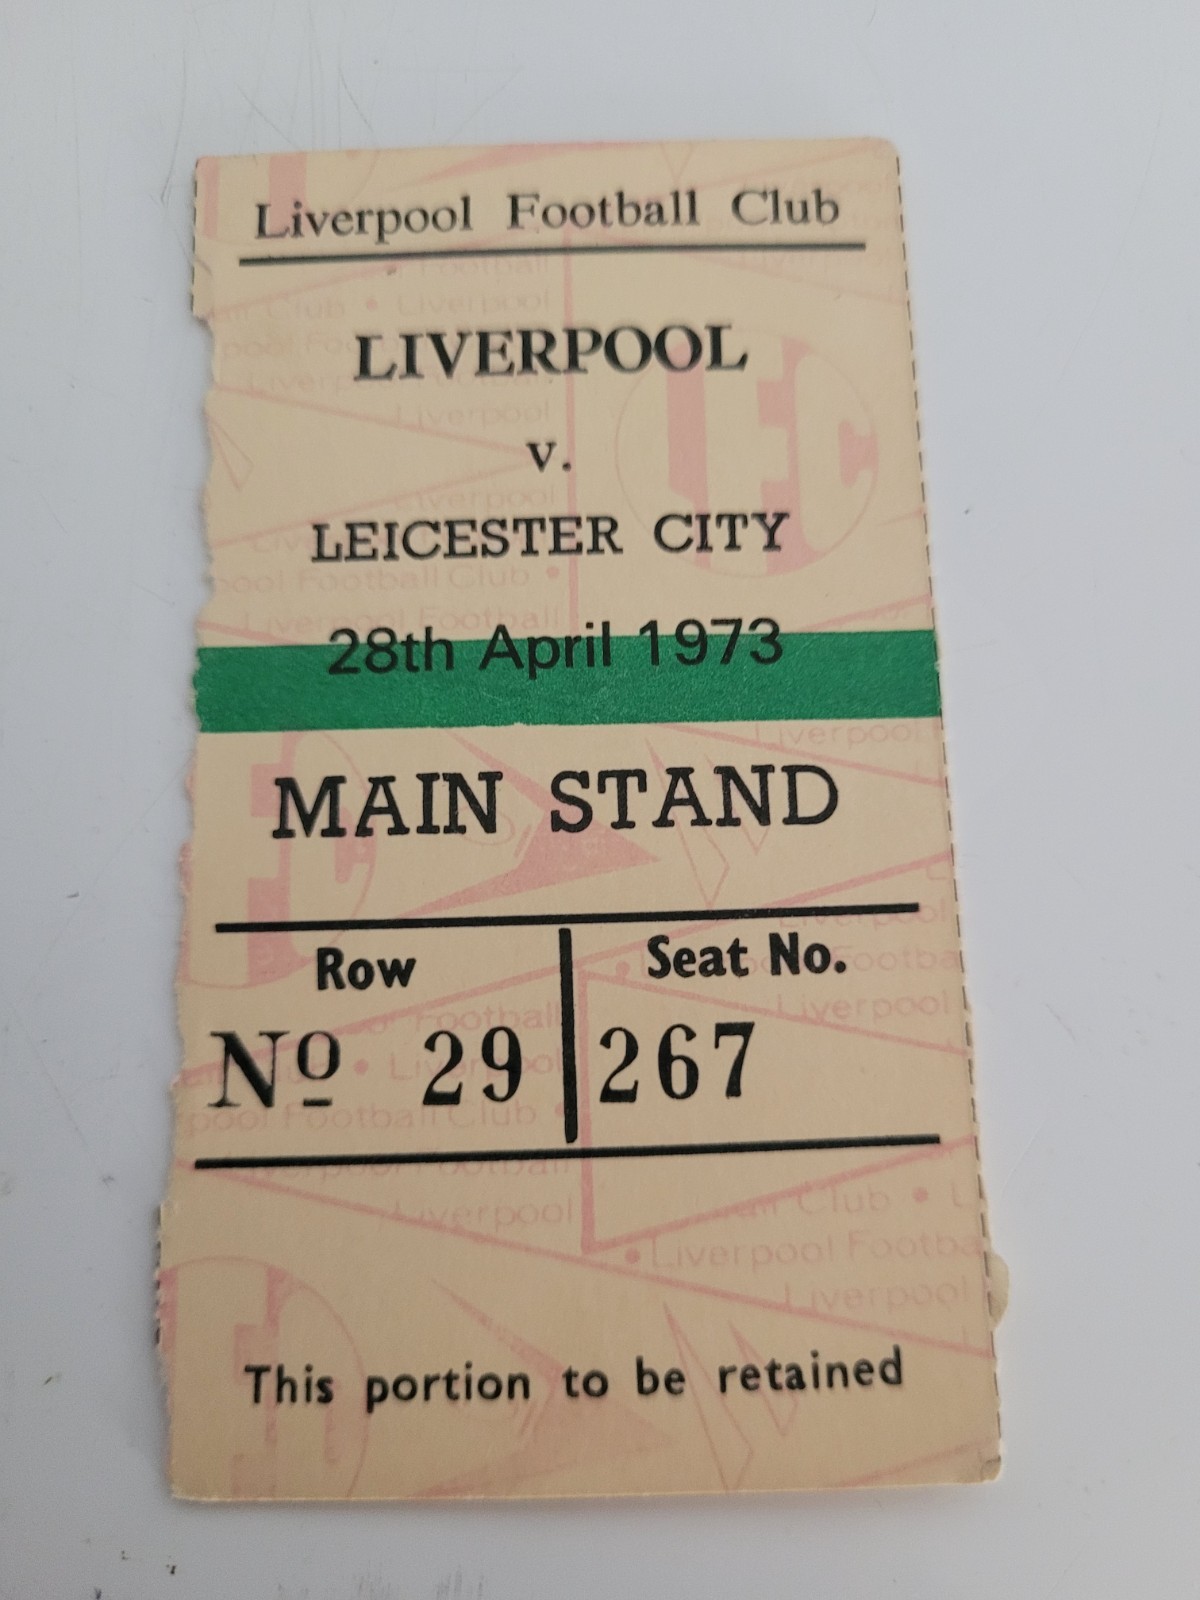 Liverpool Football Club
LIVERPOOL
v.
LEICESTER CITY
28th April 1973
MAIN STAND
Row Seat No.
Nº 29 267
This portion to be retained